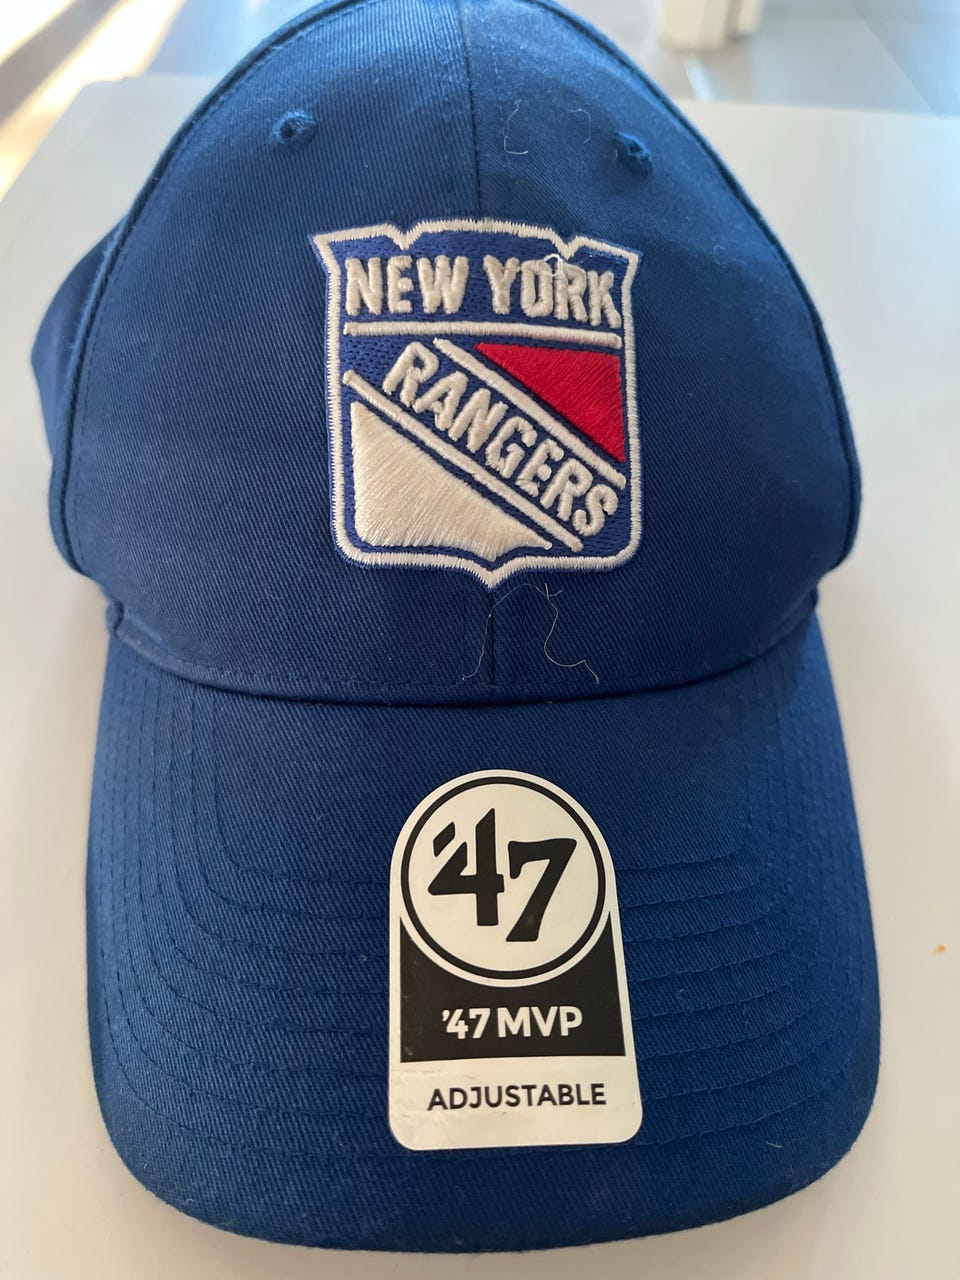 NEW YORK
RANGERS
'47
'47 MVP
ADJUSTABLE